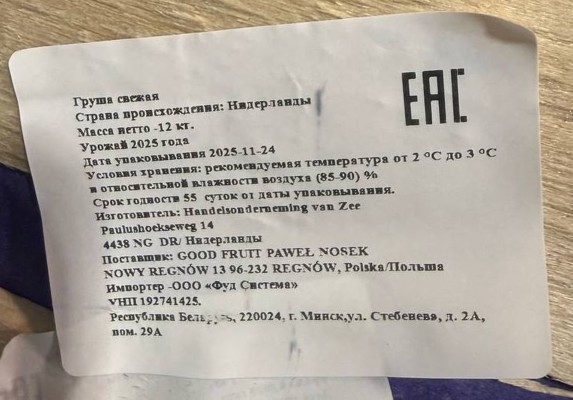 Груша свежая
EAC
Страна происхождения: Нидерланды
Масса нетто -12 кг.
Урожай 2025 года
Дата упаковывания 2025-11-24
Условия хранения: рекомендуемая температура от 2 °С до 3 °С
и относительной влажности воздуха (85-90) %
Срок годности 55 суток от даты упаковывания.
Изготовитель: Handelsonderneming van Zee
Paulushoekseweg 14
4438 NG DR/ Нидерланды
Поставщик: GOOD FRUIT PAWEŁ NOSEK
NOWY REGNÓW 13 96-232 REGNÓW, Polska/Польша
Импортер -ООО «Фуд Система»
УНП 192741425.
Республика Беларусь, 220024, г. Минск,ул. Стебенева, д. 2А,
пом. 29А